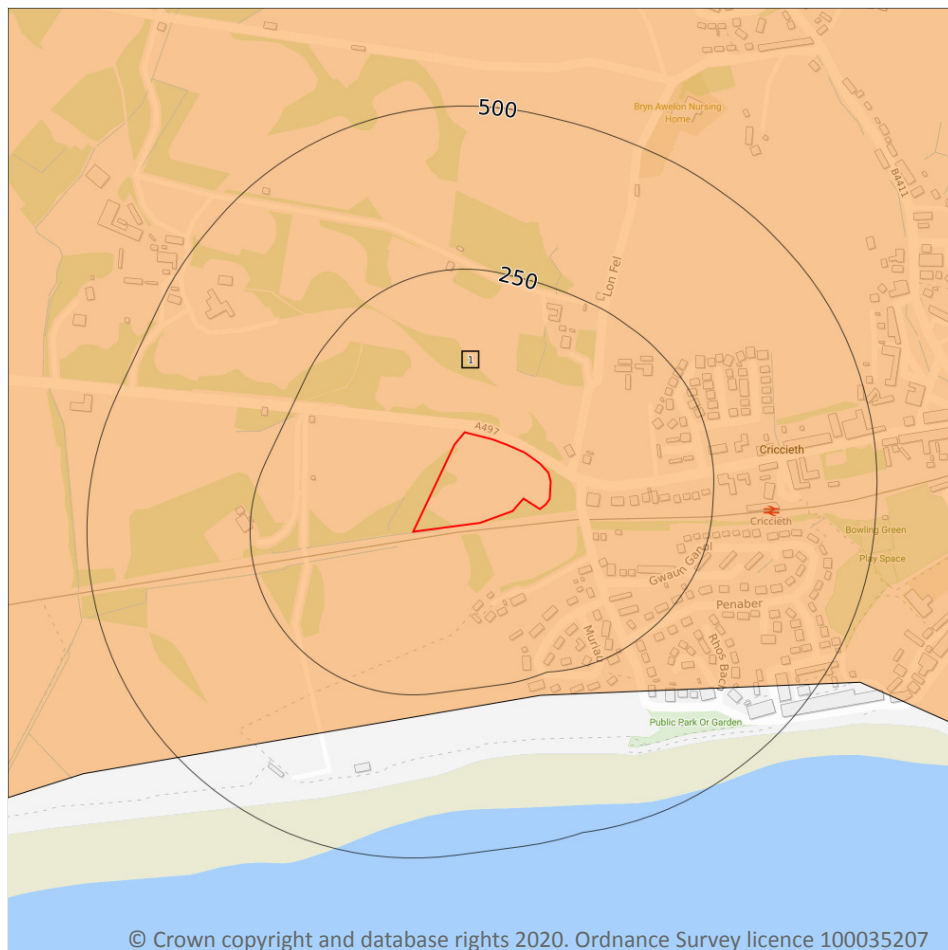 500
Bryn Awelon Nursing
Home
B4411
250
Lon Fel
1
A497
Criccieth
Criccieth
Bowling Green
Gwaun Ganol
Play Space
Penaber
Muriau
Rhos Bach
Public Park Or Garden
© Crown copyright and database rights 2020. Ordnance Survey licence 100035207